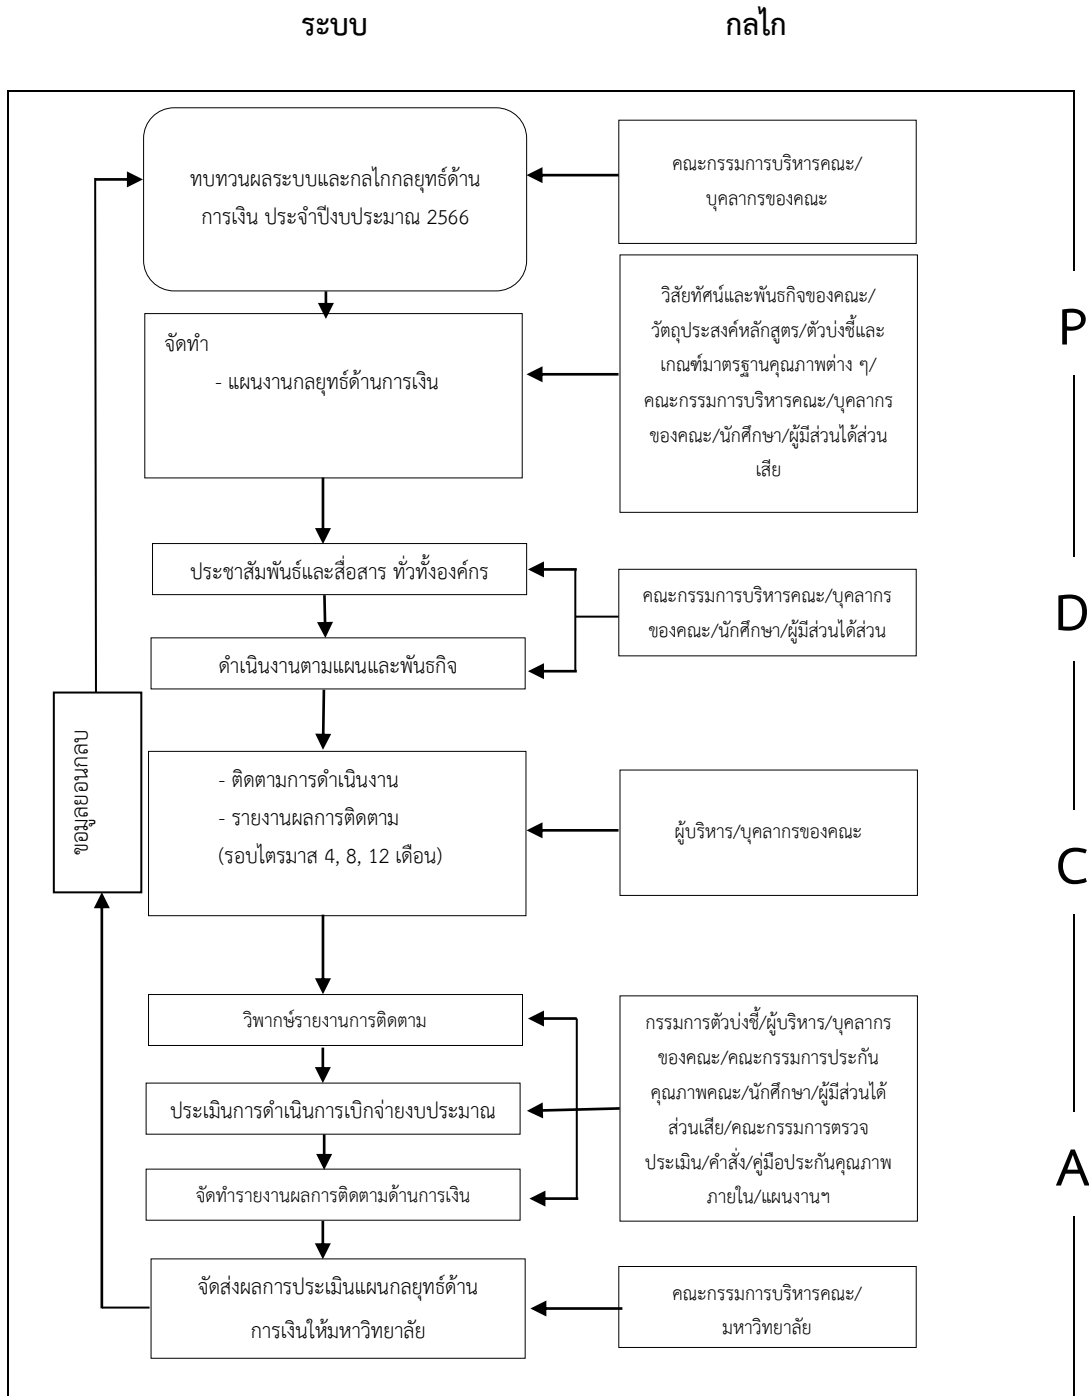 ระบบ
กลไก
ทบทวนผลระบบและกลไกกลยุทธ์ด้าน
การเงิน ประจำปีงบประมาณ 2566
คณะกรรมการบริหารคณะ/
บุคลากรของคณะ
จัดทำ
- แผนงานกลยุทธ์ด้านการเงิน
วิสัยทัศน์และพันธกิจของคณะ/
วัตถุประสงค์หลักสูตร/ตัวบ่งชี้และ
เกณฑ์มาตรฐานคุณภาพต่าง ๆ/
คณะกรรมการบริหารคณะ/บุคลากร
ของคณะ/นักศึกษา/ผู้มีส่วนได้ส่วน
เสีย
P
ประชาสัมพันธ์และสื่อสาร ทั่วทั้งองค์กร
ดำเนินงานตามแผนและพันธกิจ
คณะกรรมการบริหารคณะ/บุคลากร
ของคณะ/นักศึกษา/ผู้มีส่วนได้ส่วน
D
ขอมูลยอนกลบ
- ติดตามการดำเนินงาน
- รายงานผลการติดตาม
(รอบไตรมาส 4, 8, 12 เดือน)
ผู้บริหาร/บุคลากรของคณะ
C
วิพากษ์รายงานการติดตาม
ประเมินการดำเนินการเบิกจ่ายงบประมาณ
จัดทำรายงานผลการติดตามด้านการเงิน
กรรมการตัวบ่งชี้/ผู้บริหาร/บุคลากร
ของคณะ/คณะกรรมการประกัน
คุณภาพคณะ/นักศึกษา/ผู้มีส่วนได้
ส่วนเสีย/คณะกรรมการตรวจ
ประเมิน/คำสั่ง/คู่มือประกันคุณภาพ
ภายใน/แผนงานฯ
A
จัดส่งผลการประเมินแผนกลยุทธ์ด้าน
การเงินให้มหาวิทยาลัย
คณะกรรมการบริหารคณะ/
มหาวิทยาลัย